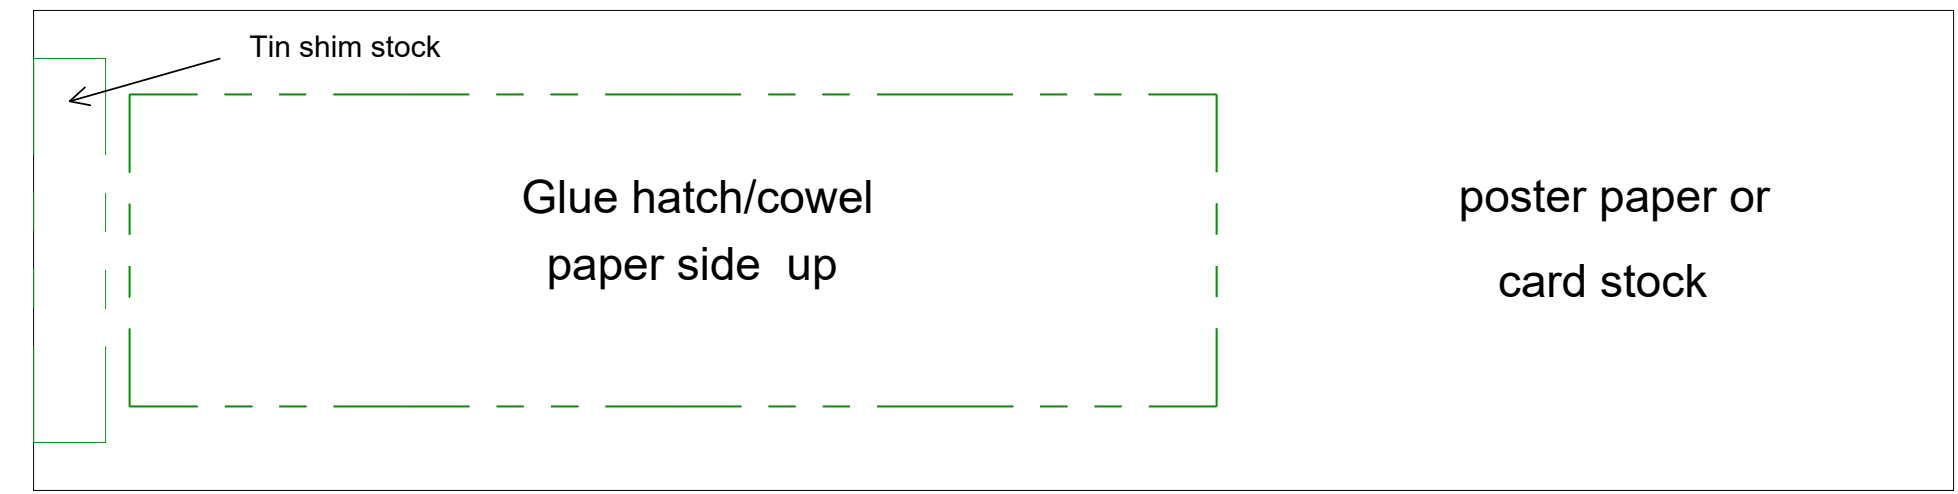 Tin shim stock
Glue hatch/cowel
paper side  up
poster paper or
card stock